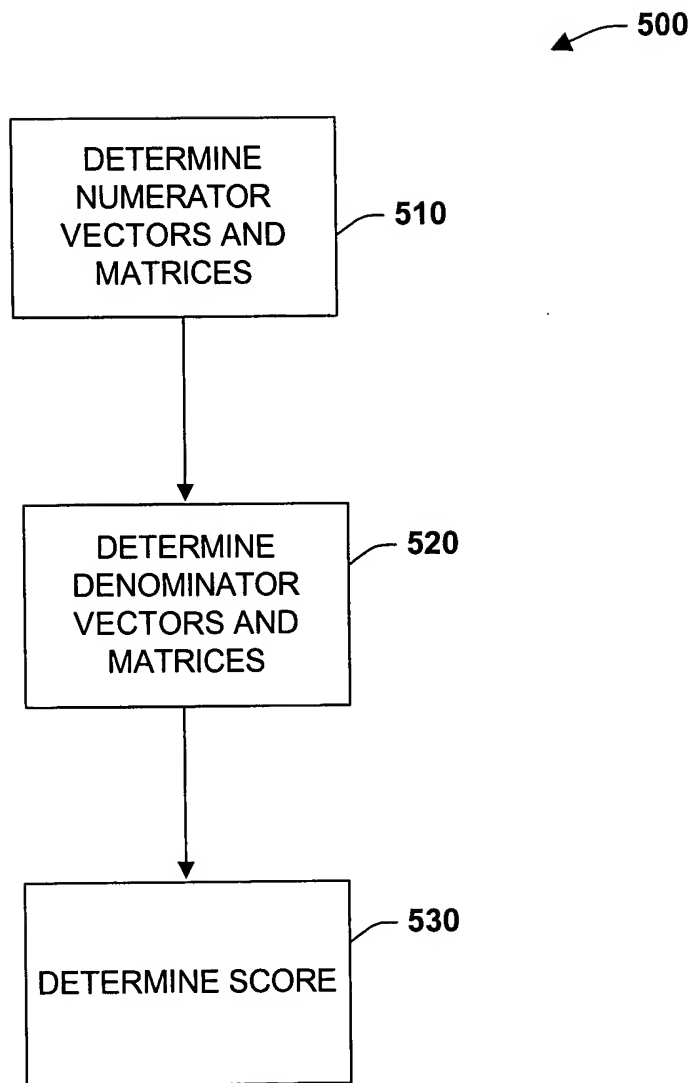 500
DETERMINE
NUMERATOR
VECTORS AND
MATRICES
510
DETERMINE
DENOMINATOR
VECTORS AND
MATRICES
520
DETERMINE SCORE
530